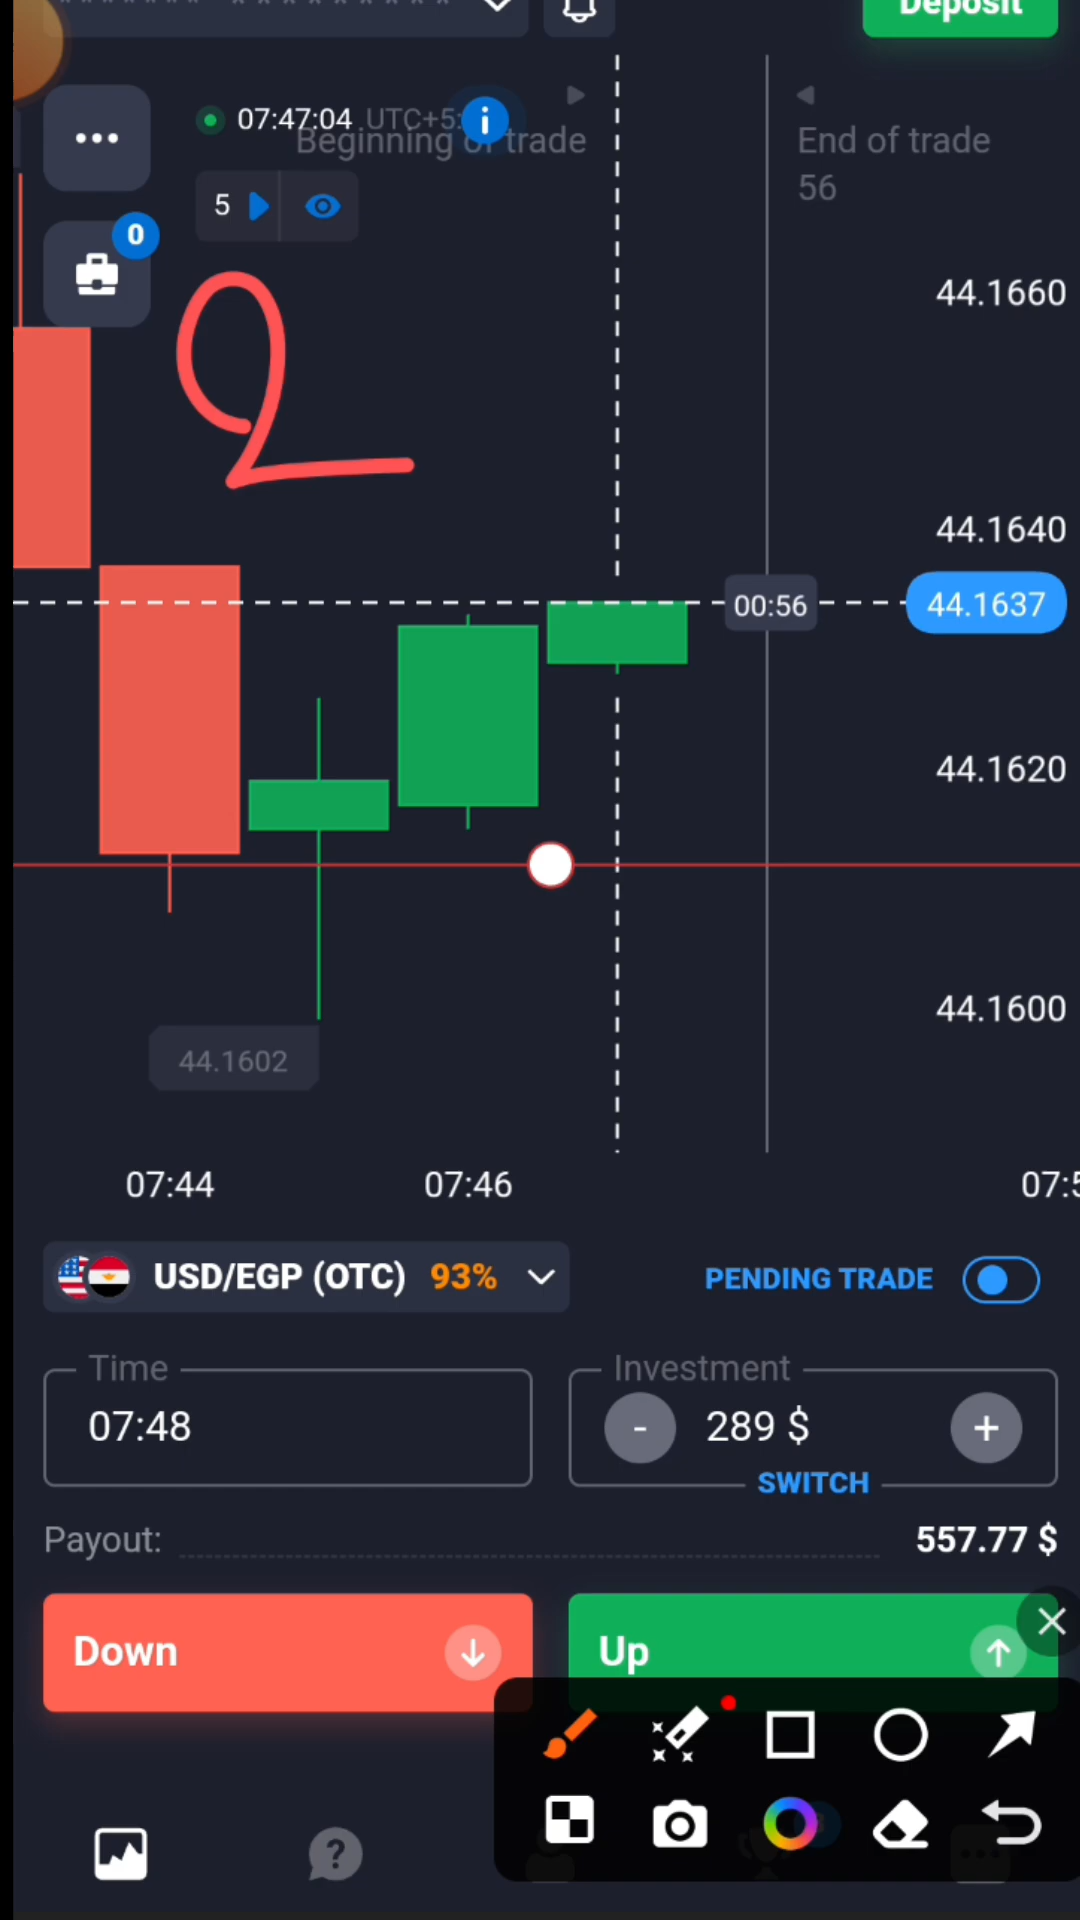 Deposit
07:47:04 UTC+5:
Beginning of trade
End of trade
56
5
0
2
44.1660
44.1640
00:56
44.1637
44.1620
44.1600
44.1602
07:44
07:46
USD/EGP (OTC) 93%
PENDING TRADE
Time
07:48
Investment
- 289 $ +
SWITCH
Payout: 557.77 $
Down
Up